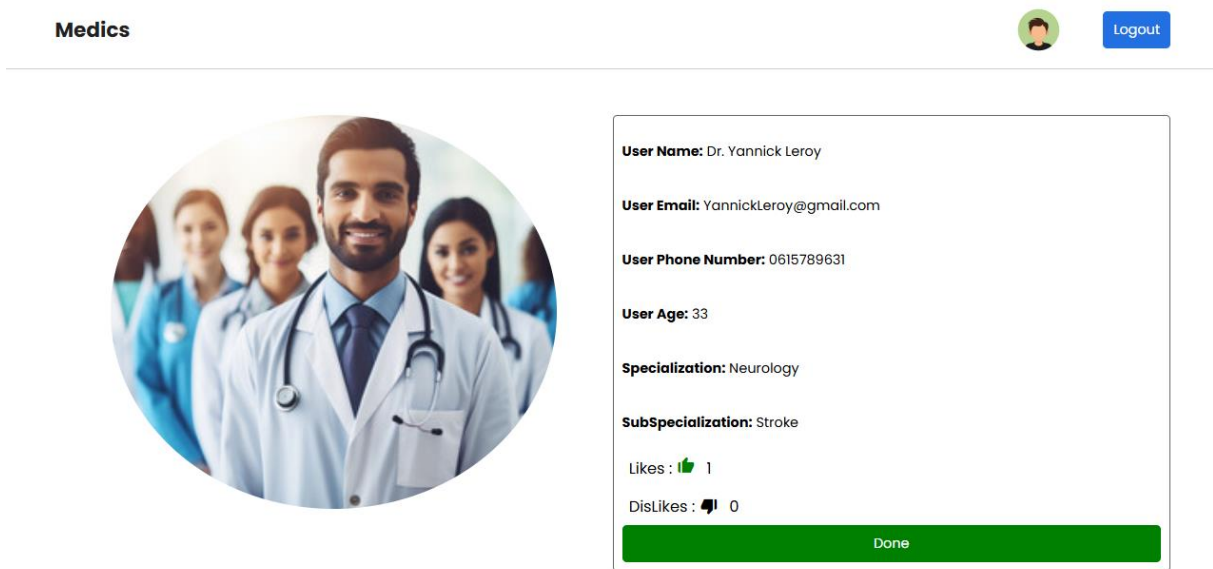 Medics
Logout
User Name: Dr. Yannick Leroy
User Email: YannickLeroy@gmail.com
User Phone Number: 0615789631
User Age: 33
Specialization: Neurology
SubSpecialization: Stroke
Likes : 1
DisLikes : 0
Done